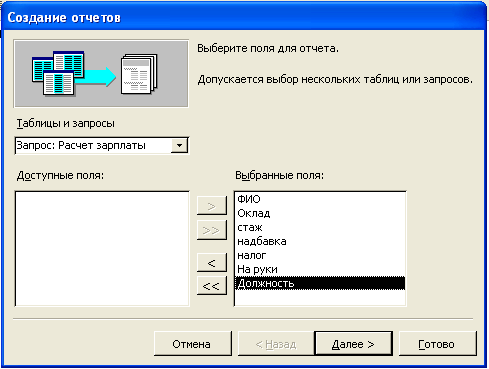 Создание отчетов
Выберите поля для отчета.
Допускается выбор нескольких таблиц или запросов.
Таблицы и запросы
Запрос: Расчет зарплаты
Доступные поля:
Выбранные поля:
ФИО
Оклад
стаж
надбавка
налог
На руки
Должность
>
>>
<
<<
Отмена
< Назад
Далее >
Готово